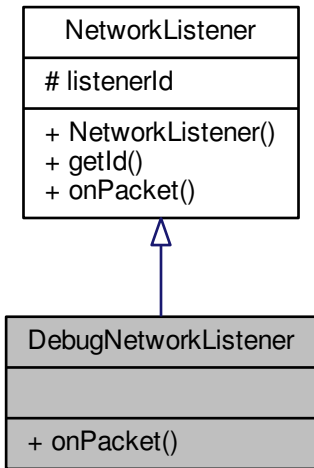 NetworkListener
# listenerId
+ NetworkListener()
+ getId()
+ onPacket()
DebugNetworkListener
+ onPacket()